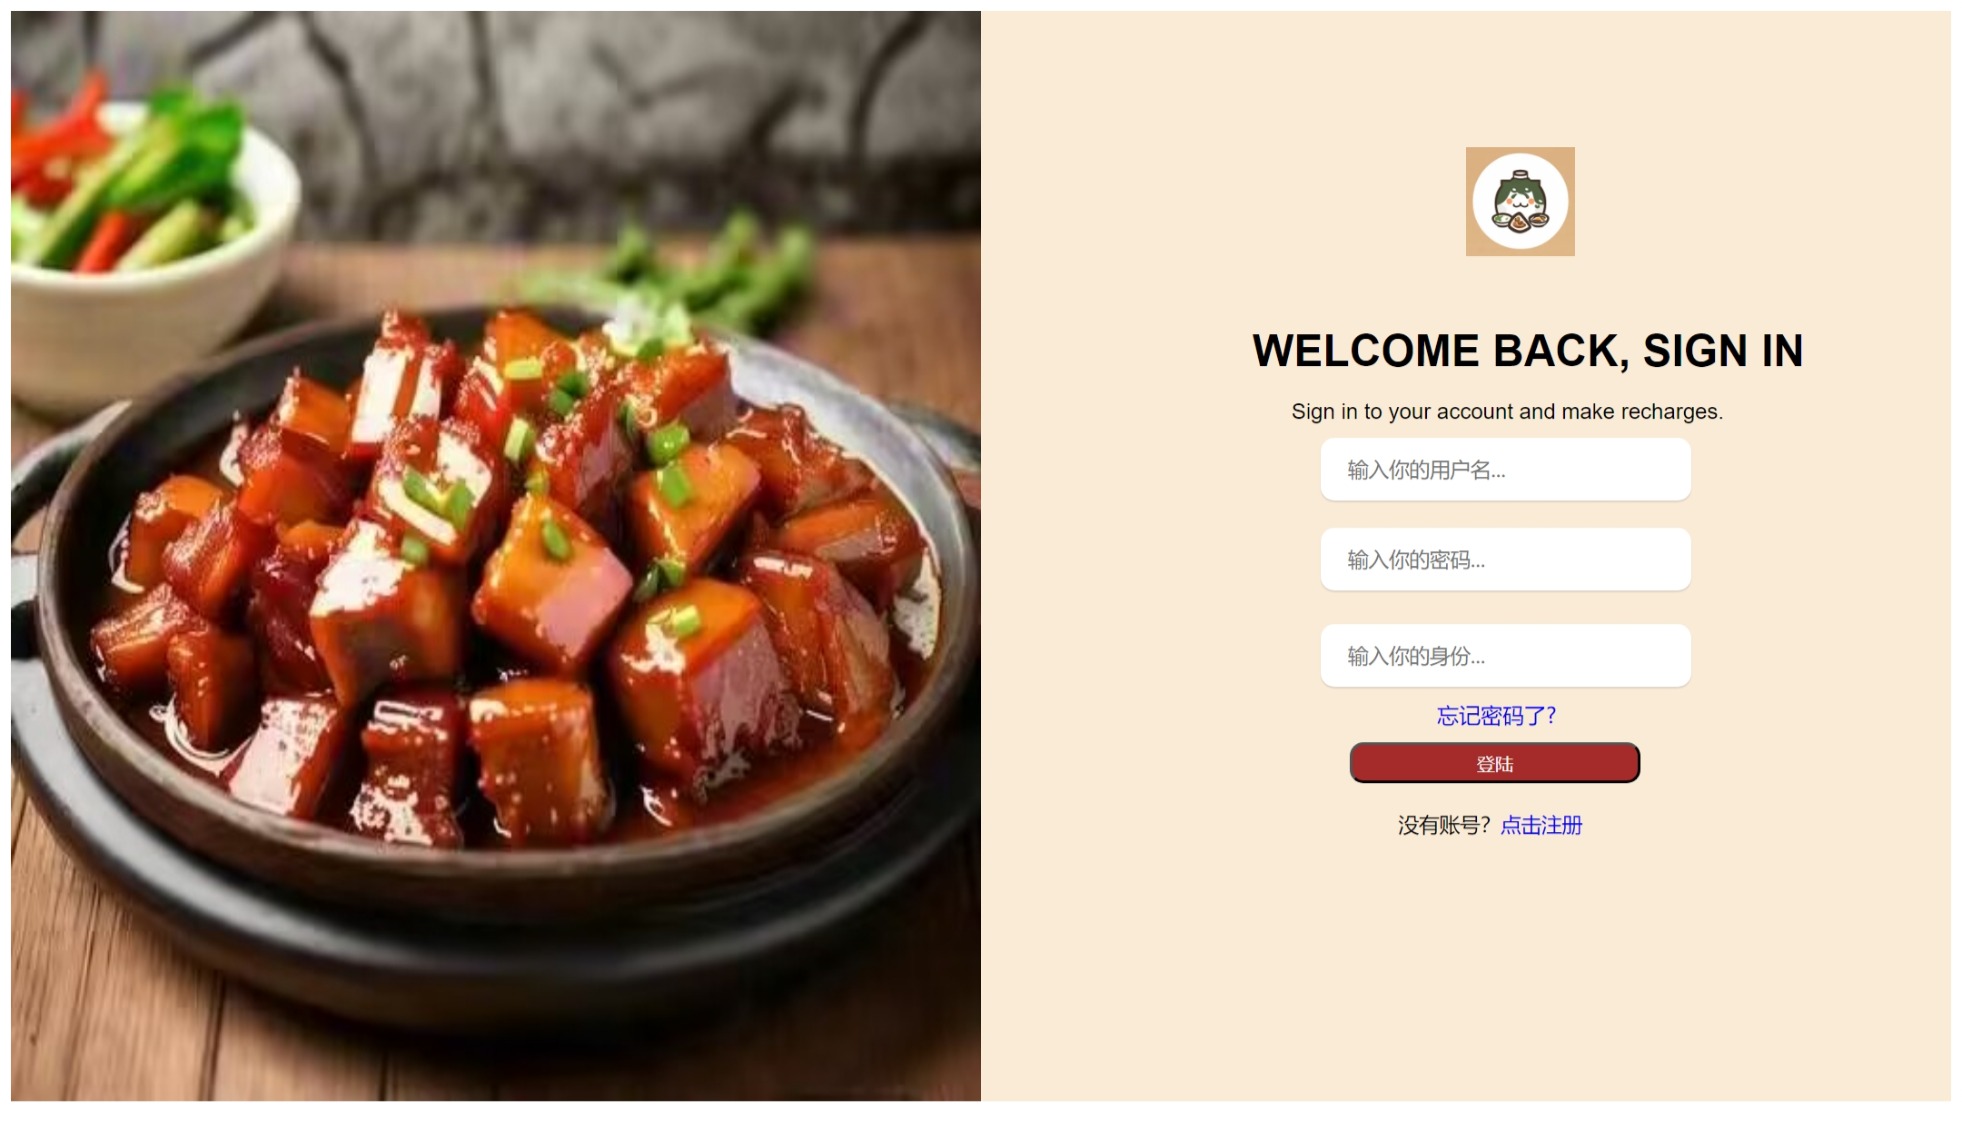 WELCOME BACK, SIGN IN
Sign in to your account and make recharges.
输入你的用户名...
输入你的密码...
输入你的身份...
忘记密码了?
登陆
没有账号? 点击注册